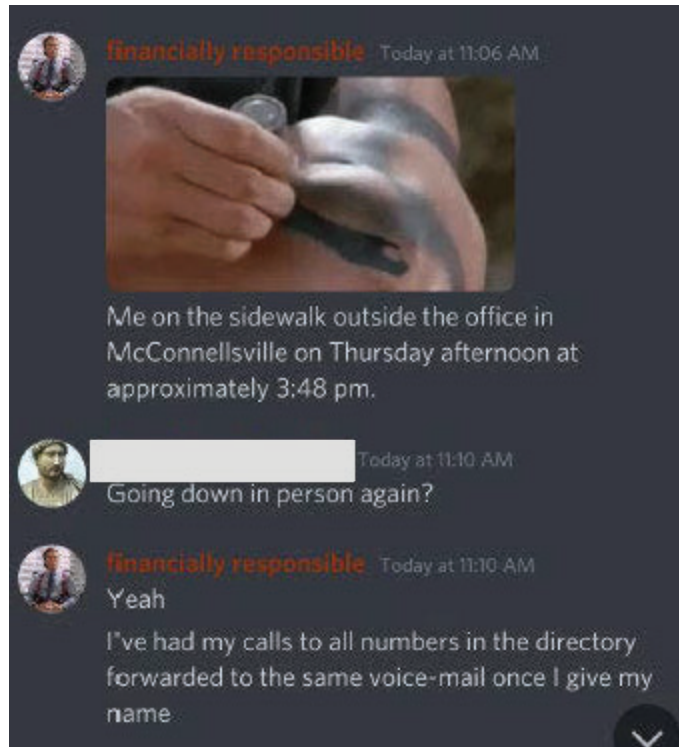 financially responsible Today at 11:06 AM
Me on the sidewalk outside the office in
McConnellsville on Thursday afternoon at
approximately 3:48 pm.
Today at 11:10 AM
Going down in person again?
financially responsible Today at 11:10 AM
Yeah
I've had my calls to all numbers in the directory
forwarded to the same voice-mail once I give my
name